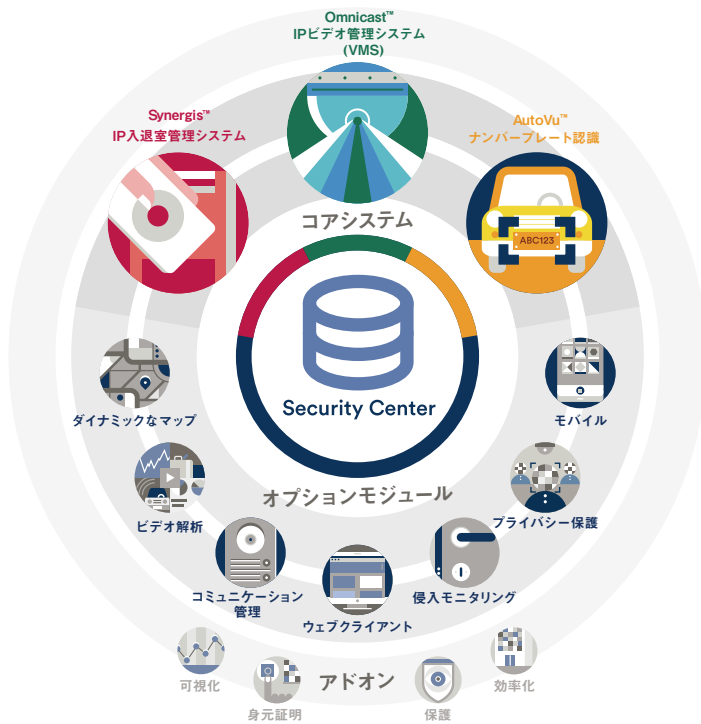 Omnicast™
IPビデオ管理システム
(VMS)
Synergis™
IP入退室管理システム
AutoVu™
ナンバープレート認識
ABC123
コアシステム
Security Center
オプションモジュール
ダイナミックなマップ
モバイル
ビデオ解析
プライバシー保護
コミュニケーション
管理
侵入モニタリング
ウェブクライアント
アドオン
可視化
効率化
身元証明
保護